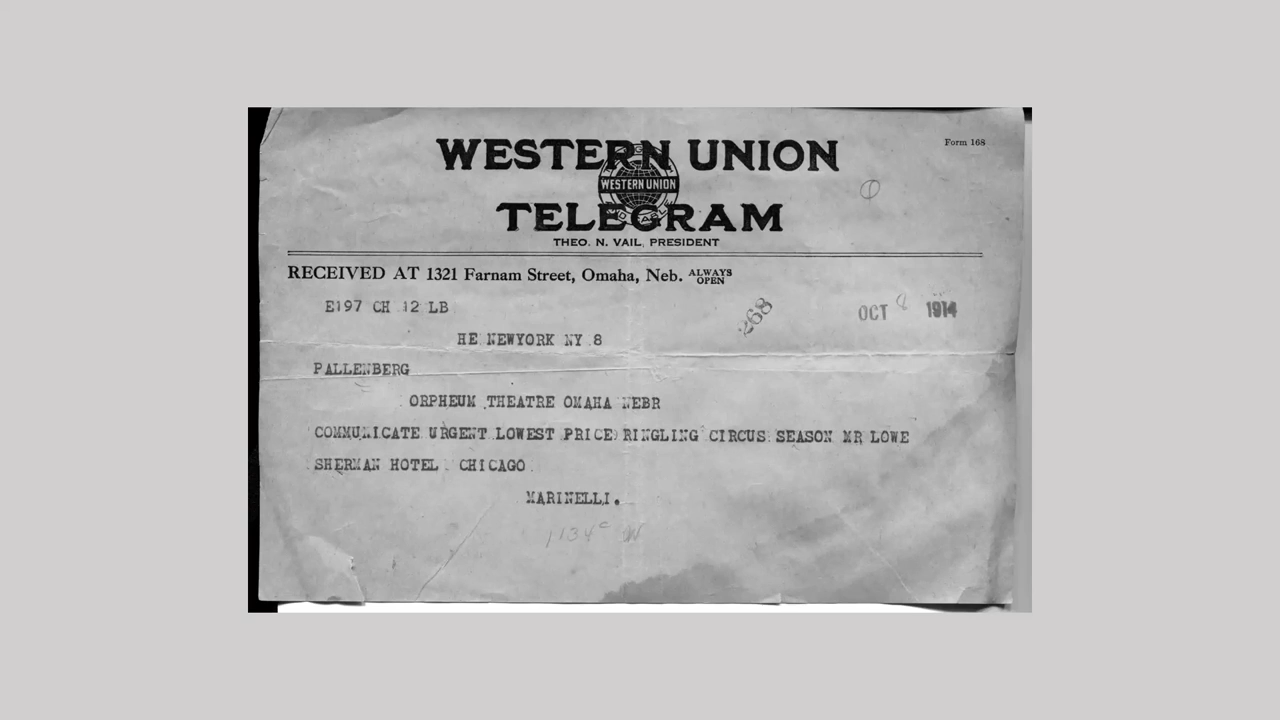 Form 168
WESTERN UNION
WESTERN UNION
TELEGRAM
THEO. N. VAIL, PRESIDENT
RECEIVED AT 1321 Farnam Street, Omaha, Neb. ALWAYS OPEN
E197 CH 12 LB
268
OCT 8 1914
HE NEWYORK NY 8
PALLENBERG
ORPHEUM THEATRE OMAHA NEBR
COMMUNICATE URGENT LOWEST PRICE RINGLING CIRCUS SEASON MR LOWE
SHERMAN HOTEL CHICAGO
MARINELLI.